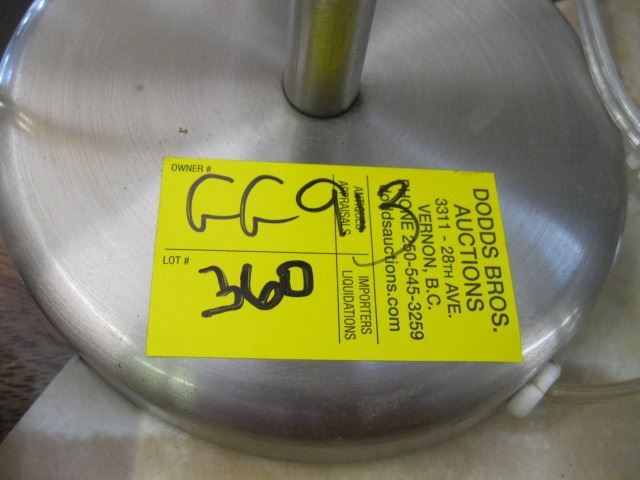 DODDS BROS.
AUCTIONS
3311 - 28TH AVE.
VERNON, B.C.
PHONE 250-545-3259
doddsauctions.com
ANTIQUES
APPRAISALS
IMPORTERS
LIQUIDATIONS
OWNER #
LOT #
360